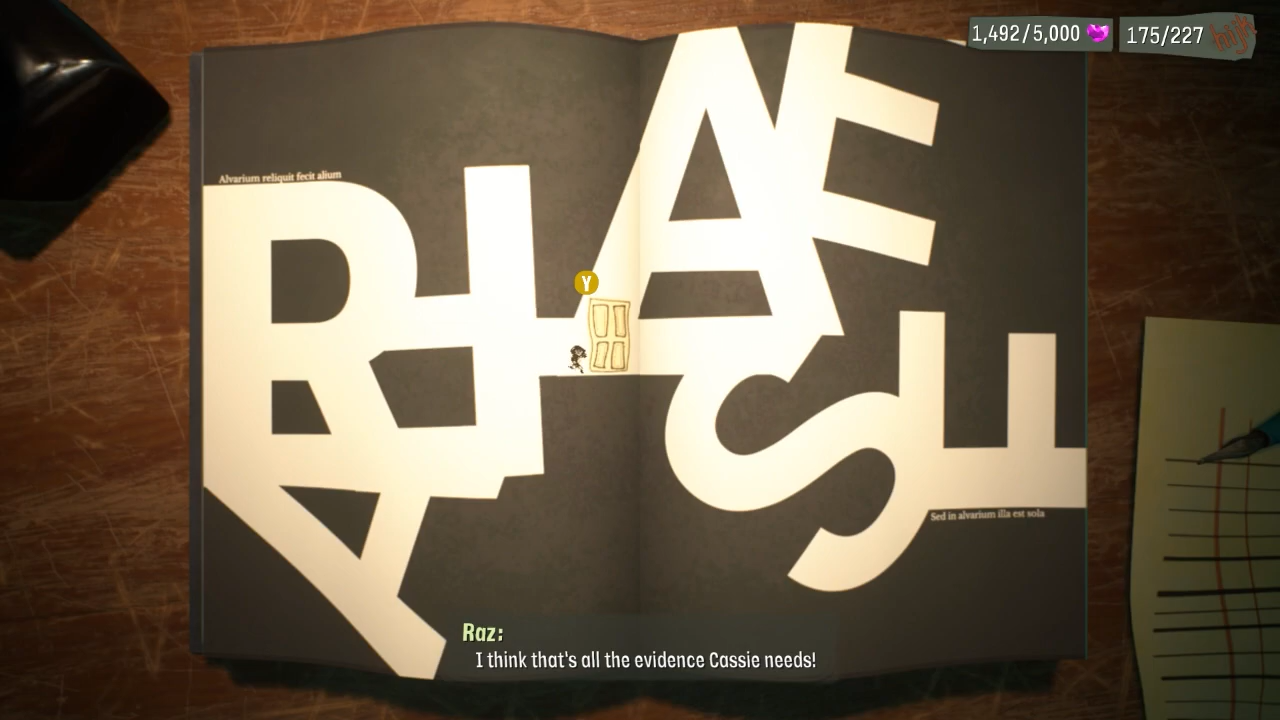 1,492/5,000
175/227
Alvarium reliquit fecit alium
Y
Sed in alvarium illa est sola
Raz:
I think that's all the evidence Cassie needs!